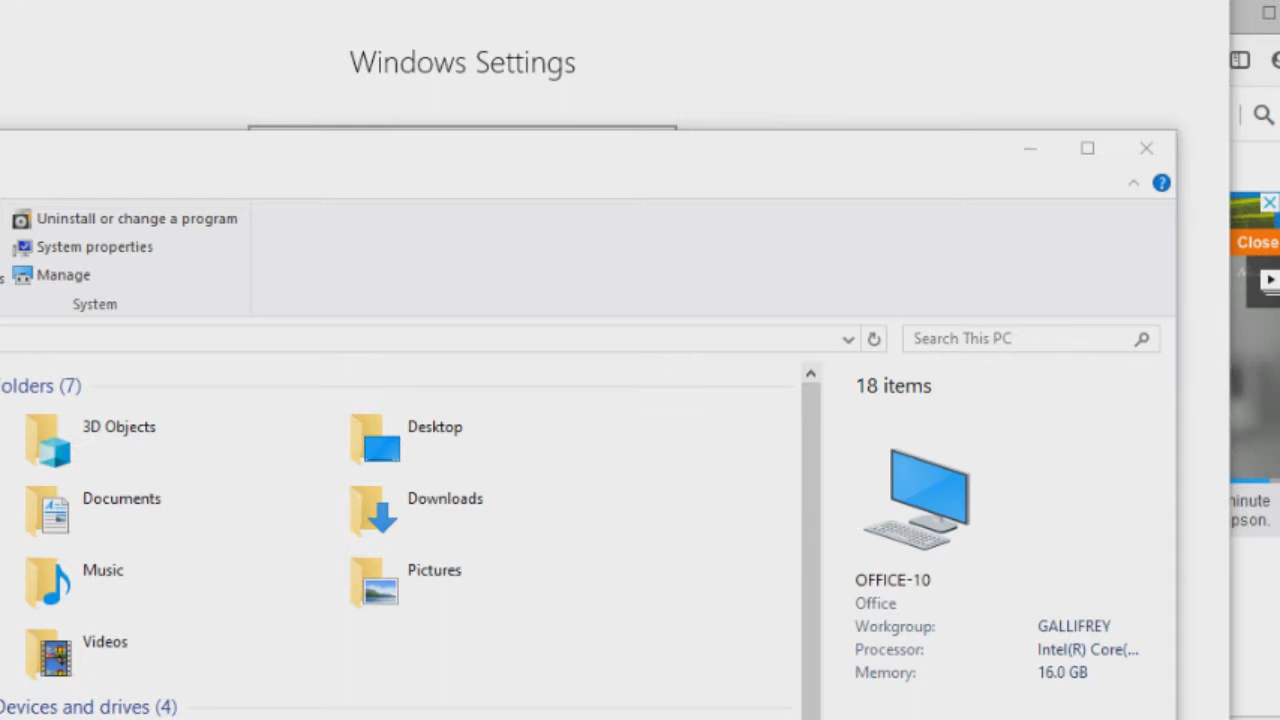 Windows Settings
Uninstall or change a program
System properties
s
Manage
System
Search This PC
olders (7)
18 items
3D Objects
Desktop
Documents
Downloads
Music
Pictures
Videos
Devices and drives (4)
OFFICE-10
Office
Workgroup: GALLIFREY
Processor: Intel(R) Core(...
Memory: 16.0 GB
Close
inute
pson.